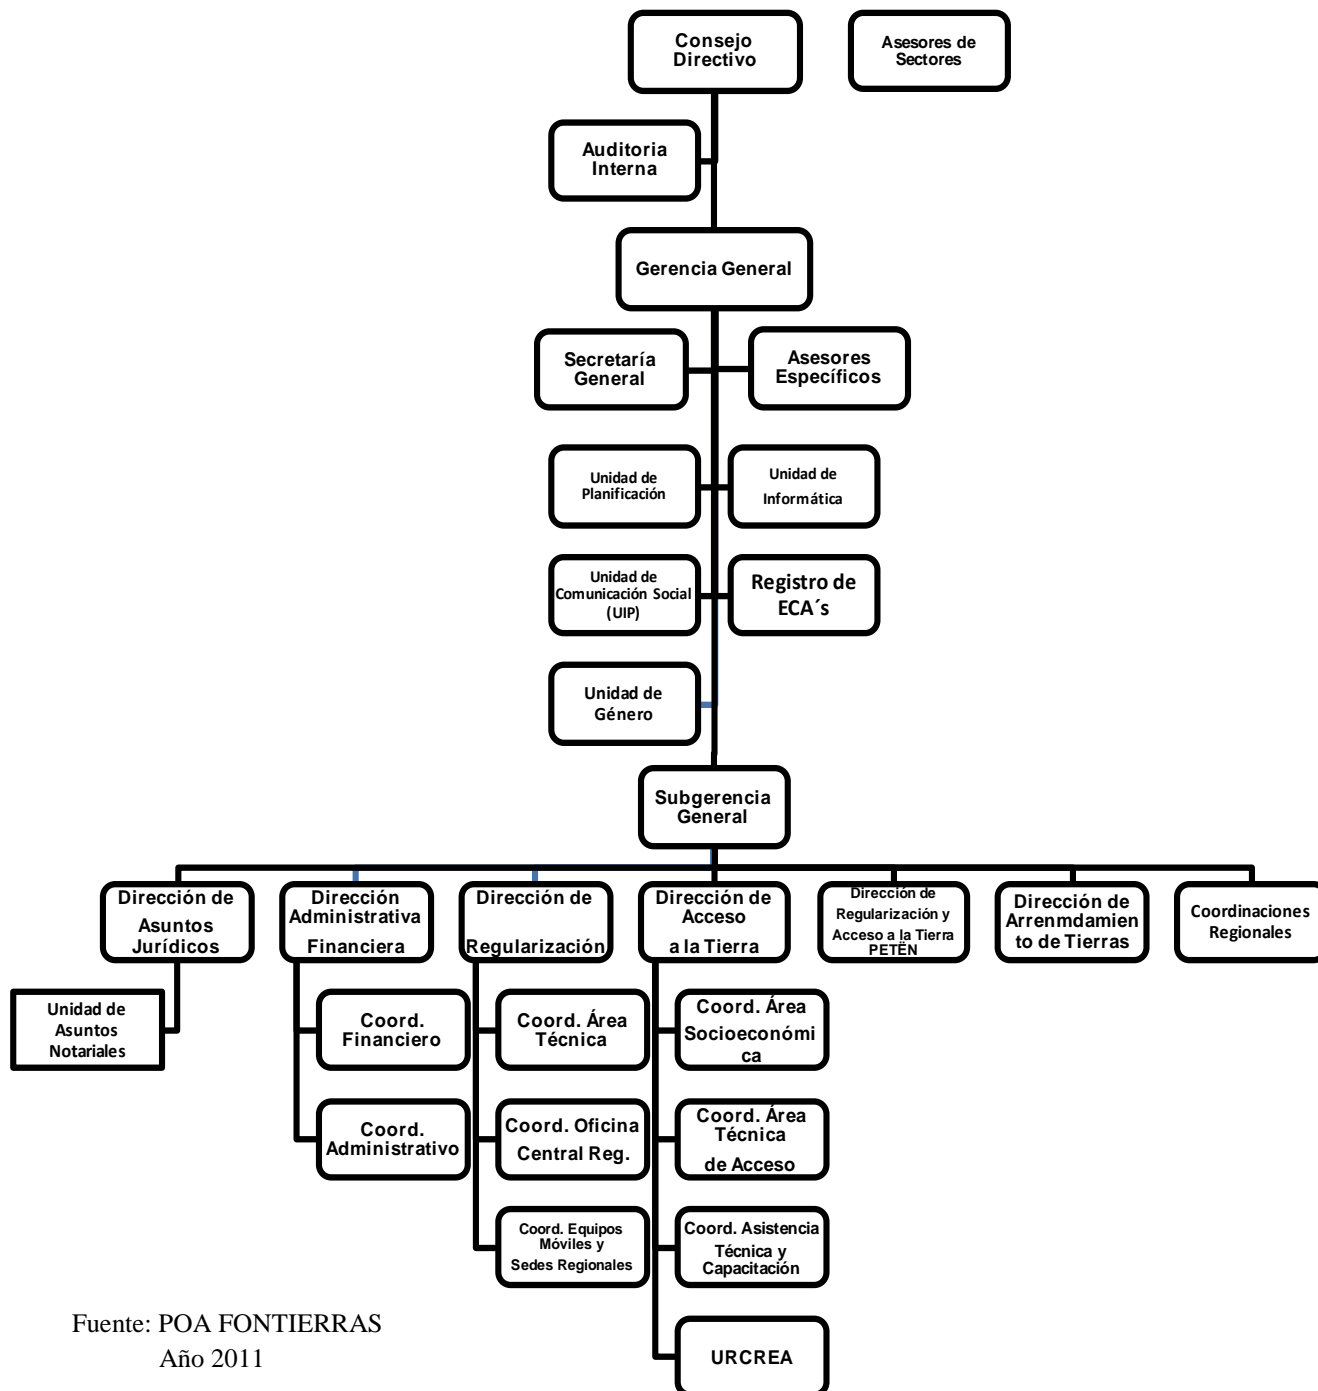 Consejo
Directivo
Asesores de
Sectores
Auditoria
Interna
Gerencia General
Secretaría
General
Asesores
Específicos
Unidad de
Planificación
Unidad de
Informática
Unidad de
Comunicación Social
(UIP)
Registro de
ECA´s
Unidad de
Género
Subgerencia
General
Dirección de
Asuntos
Jurídicos
Dirección
Administrativa
Financiera
Dirección de
Regularización
Dirección de
Acceso
a la Tierra
Dirección de
Regularización y
Acceso a la Tierra
PETËN
Dirección de
Arrenmdamien
to de Tierras
Coordinaciones
Regionales
Unidad de
Asuntos
Notariales
Coord.
Financiero
Coord. Área
Técnica
Coord. Área
Socioeconómi
ca
Coord.
Administrativo
Coord. Oficina
Central Reg.
Coord. Área
Técnica
de Acceso
Coord. Equipos
Móviles y
Sedes Regionales
Coord. Asistencia
Técnica y
Capacitación
URCREA
Fuente: POA FONTIERRAS
Año 2011